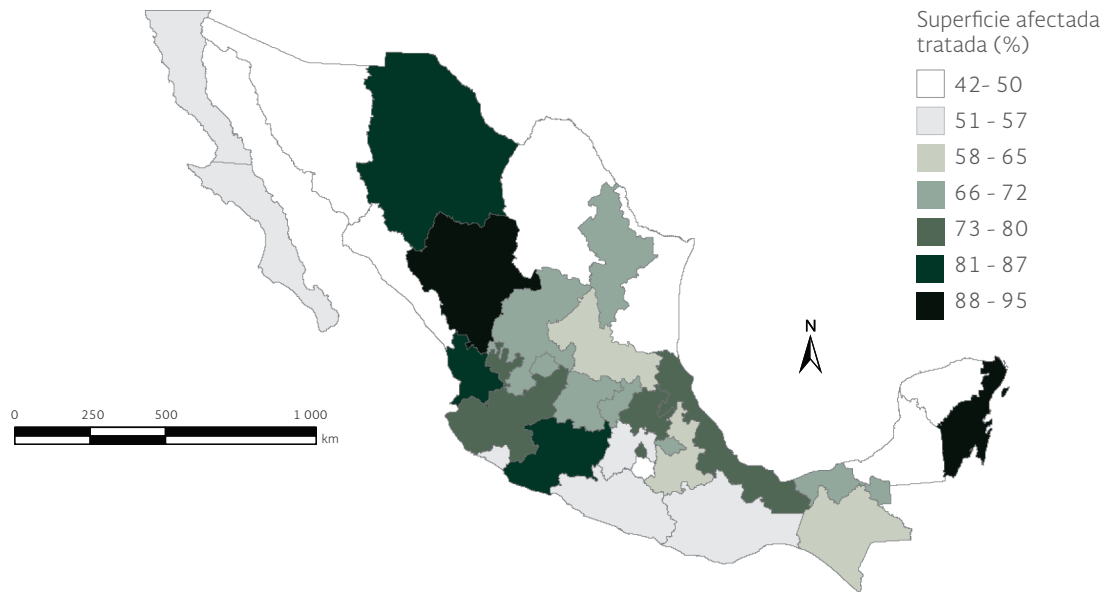 Superficie afectada
tratada (%)
42- 50
51 - 57
58 - 65
66 - 72
73 - 80
81 - 87
88 - 95
N
0 250 500 1 000
km